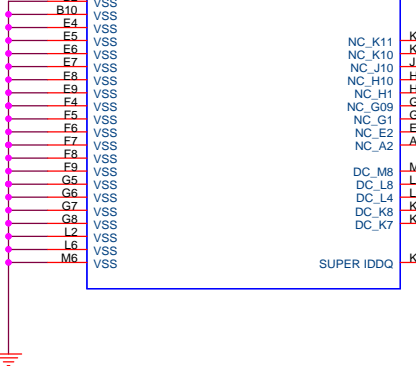 VSS
B10 VSS
E4 VSS
E5 VSS NC_K11 K
E6 VSS NC_K10 K
E7 VSS NC_J10 J
E8 VSS NC_H10 H
E9 VSS NC_H1 H
F4 VSS NC_G09 G
F5 VSS NC_G1 G
F6 VSS NC_E2 E
F7 VSS NC_A2 A
F8 VSS
F9 VSS DC_M8 M
G5 VSS DC_L8 L
G6 VSS DC_L4 L
G7 VSS DC_K8 K
G8 VSS DC_K7 K
L2 VSS
L6 VSS
M6 VSS SUPER IDDQ K